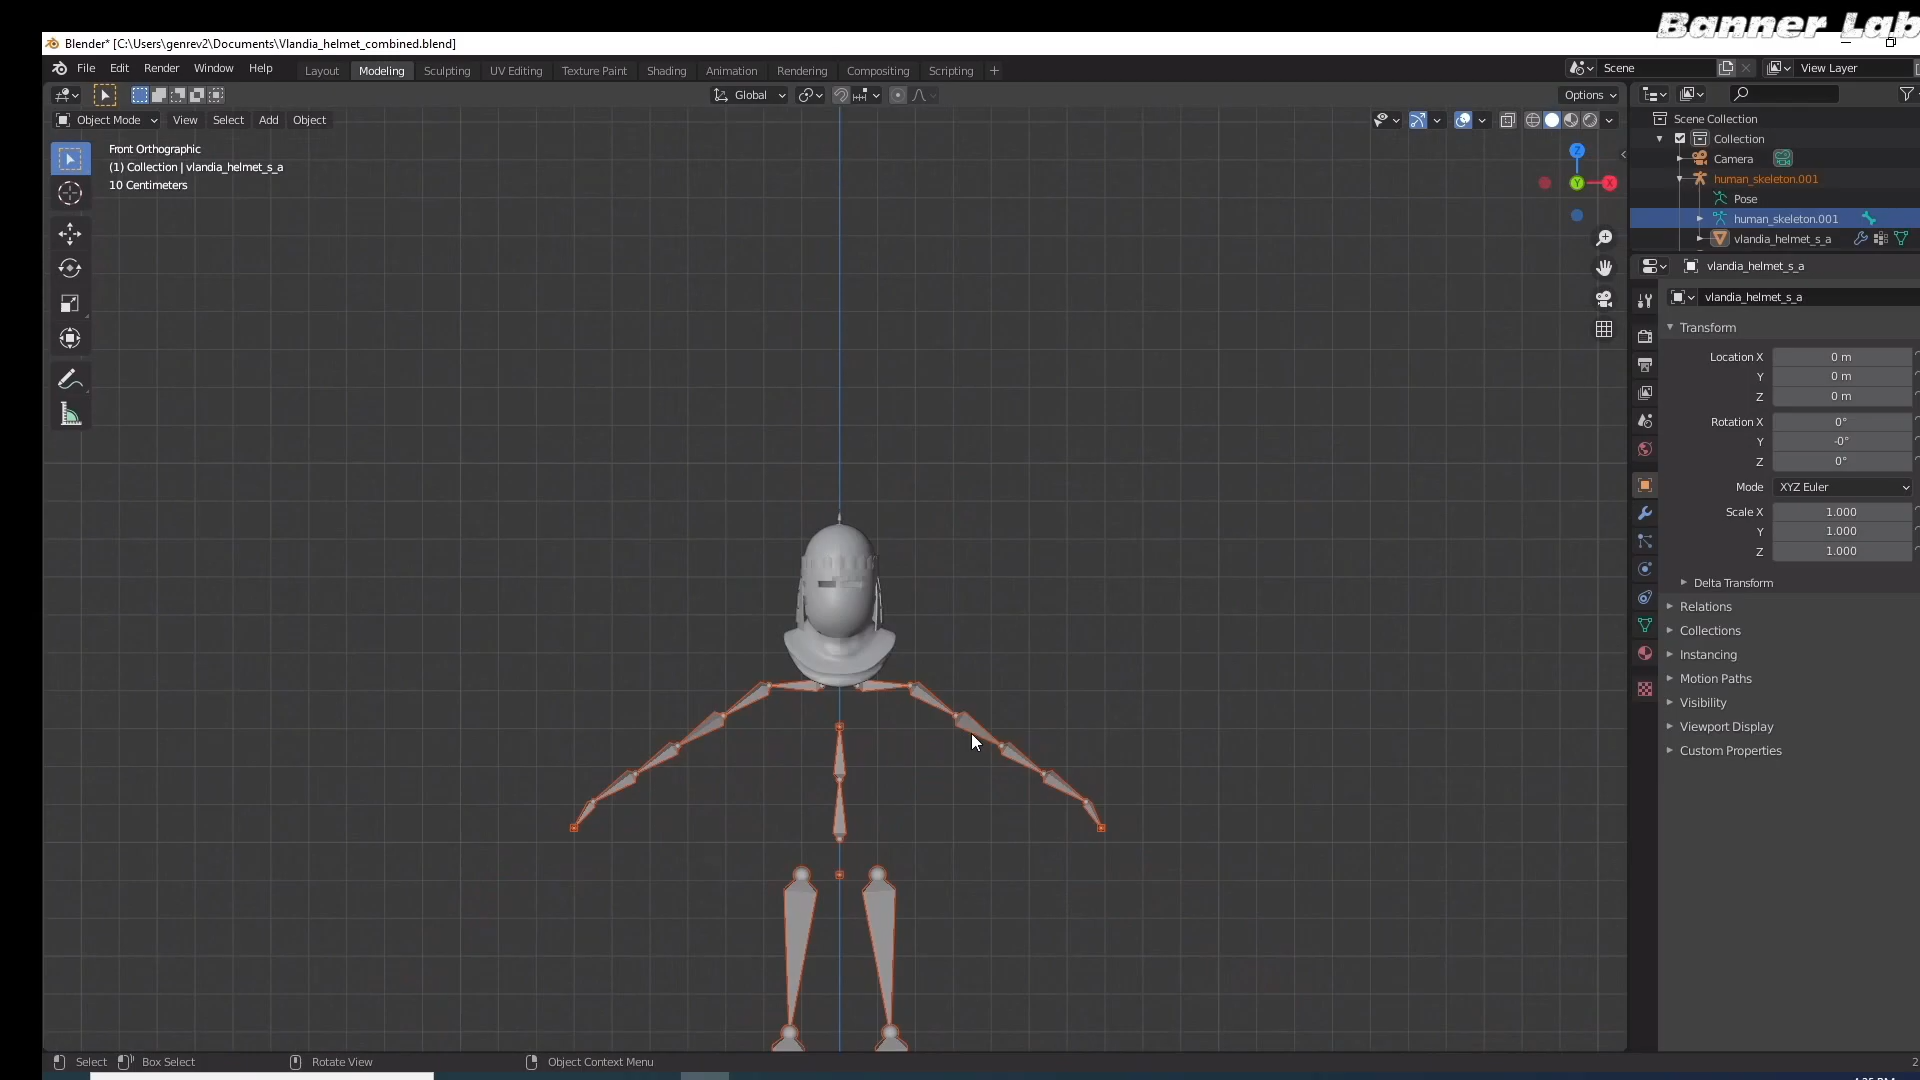 Banner Lab
Blender* [C:\Users\genrev2\Documents\Vlandia_helmet_combined.blend]
File Edit Render Window Help Layout Modeling Sculpting UV Editing Texture Paint Shading Animation Rendering Compositing Scripting + Scene View Layer
Global Options
Object Mode View Select Add Object
Front Orthographic
(1) Collection | vlandia_helmet_s_a
10 Centimeters
Z
Y
X
Scene Collection
Collection
Camera
human_skeleton.001
Pose
human_skeleton.001
vlandia_helmet_s_a
vlandia_helmet_s_a
vlandia_helmet_s_a
Transform
Location X 0 m
Y 0 m
Z 0 m
Rotation X 0°
Y -0°
Z 0°
Mode XYZ Euler
Scale X 1.000
Y 1.000
Z 1.000
Delta Transform
Relations
Collections
Instancing
Motion Paths
Visibility
Viewport Display
Custom Properties
Select Box Select Rotate View Object Context Menu 2